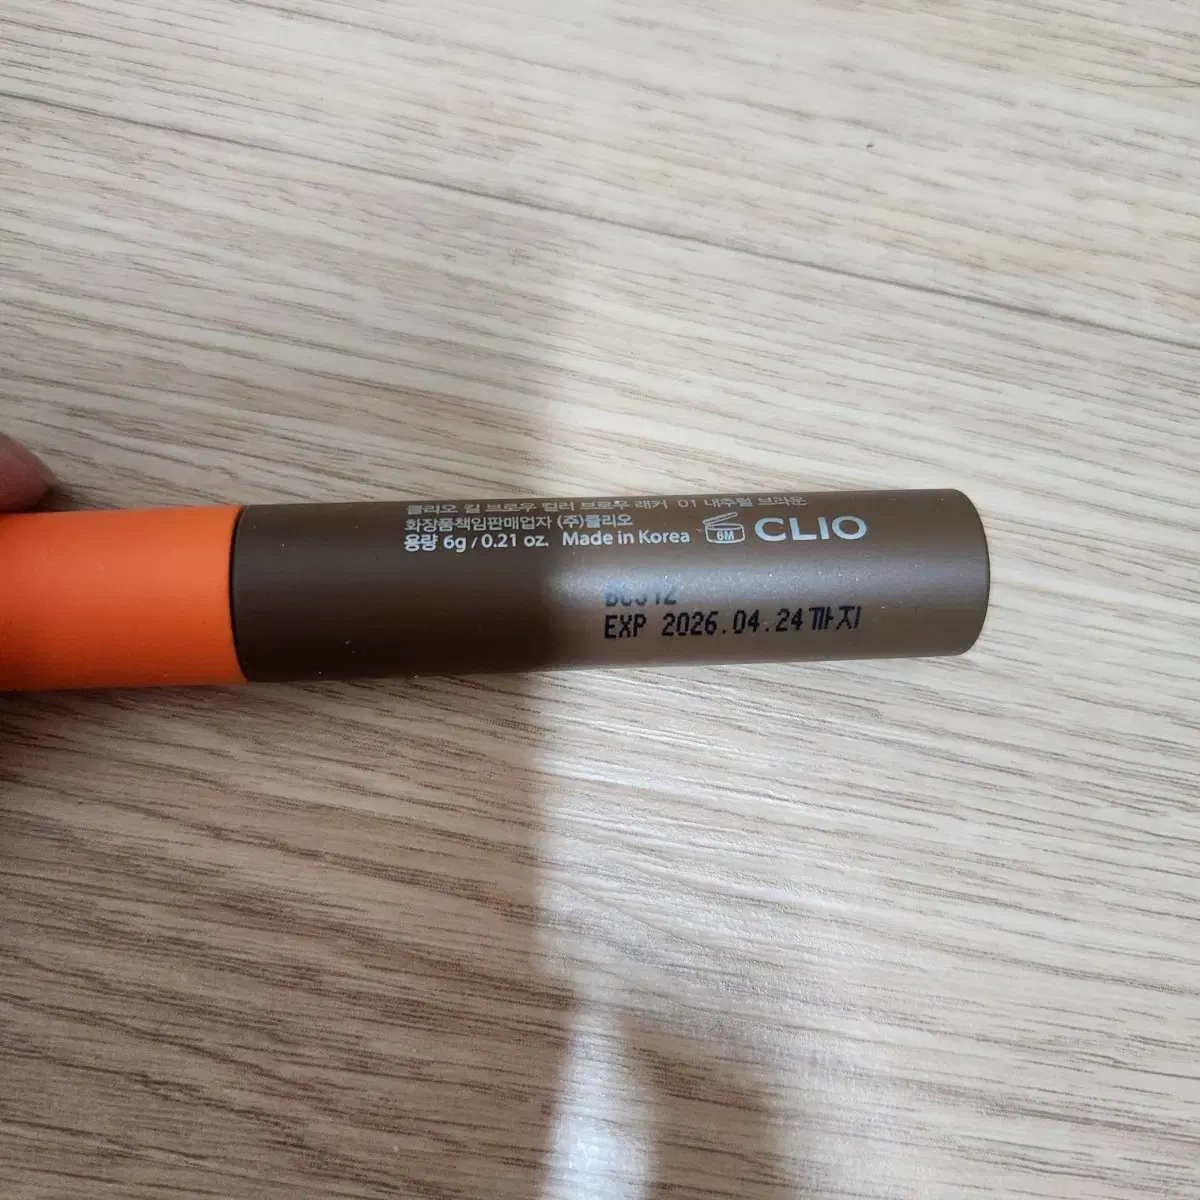 클리오 킬 브로우 컬러 브로우 래커 01 내추럴 브라운
화장품책임판매업자 (주)클리오
용량 6g / 0.21 oz. Made in Korea 6M CLIO
EXP 2026.04.24까지